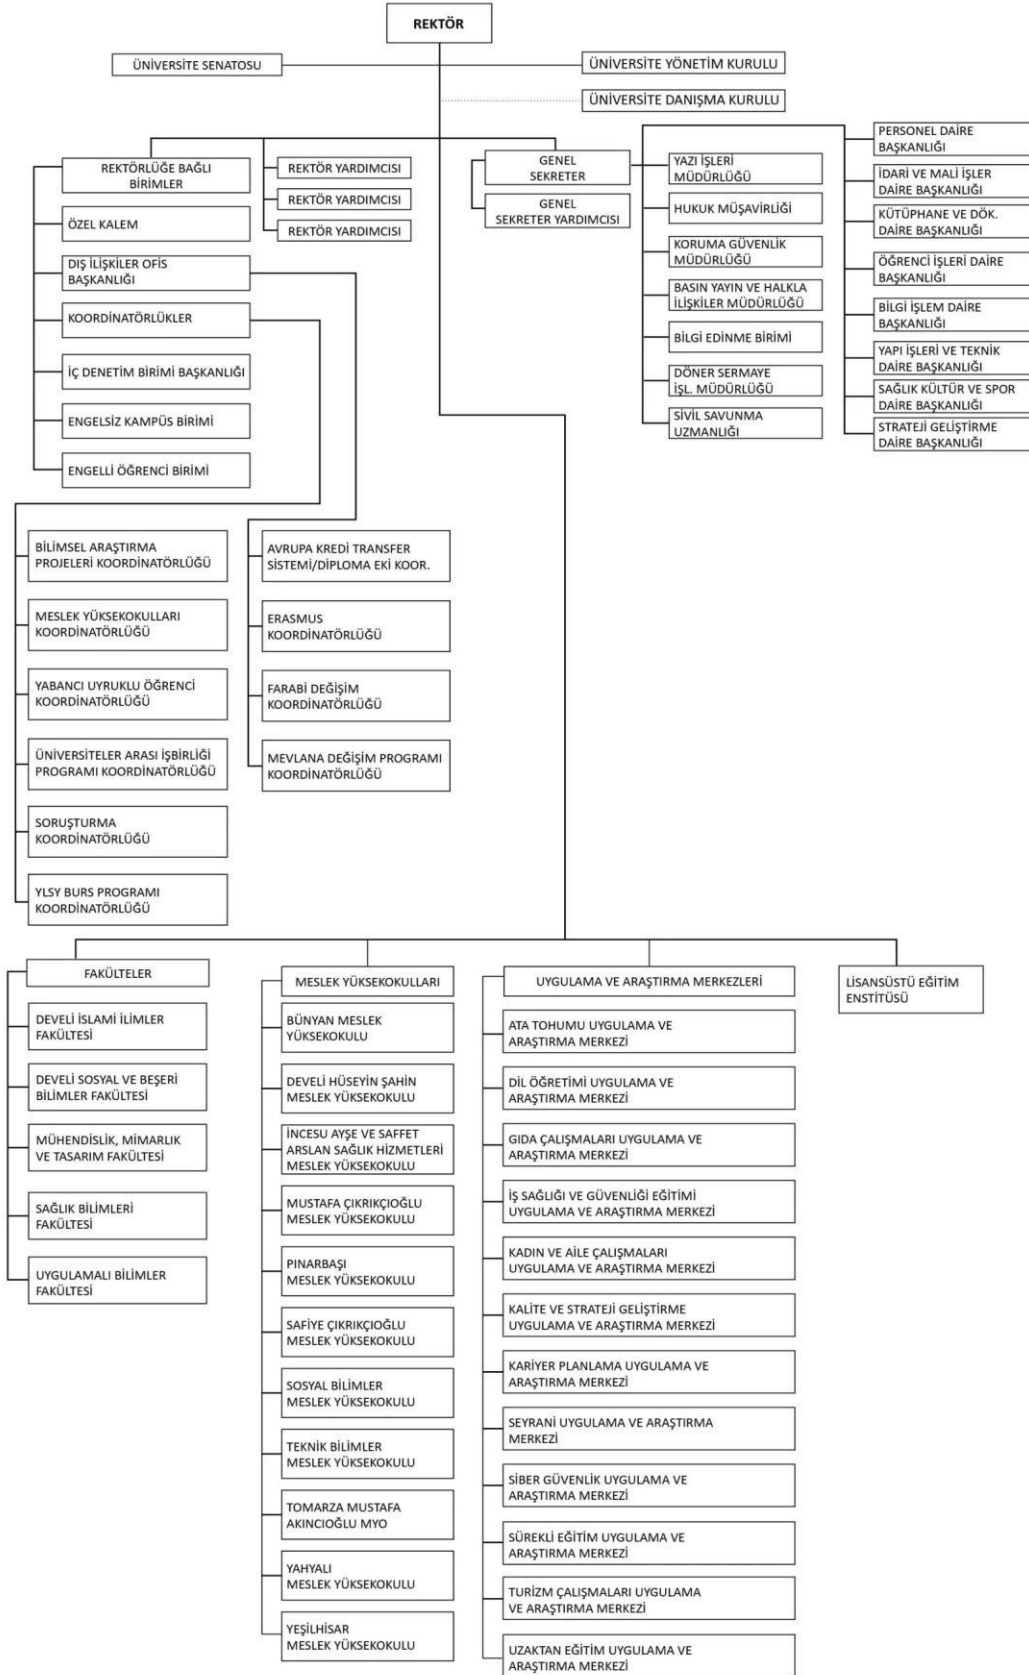 REKTÖR
ÜNİVERSİTE SENATOSU
ÜNİVERSİTE YÖNETİM KURULU
ÜNİVERSİTE DANIŞMA KURULU
REKTÖRLÜĞE BAĞLI
BİRİMLER
ÖZEL KALEM
DIŞ İLİŞKİLER OFİS
BAŞKANLIĞI
KOORDİNATÖRLÜKLER
İÇ DENETİM BİRİMİ BAŞKANLIĞI
ENGELSİZ KAMPÜS BİRİMİ
ENGELLİ ÖĞRENCİ BİRİMİ
REKTÖR YARDIMCISI
REKTÖR YARDIMCISI
REKTÖR YARDIMCISI
GENEL
SEKRETER
GENEL
SEKRETER YARDIMCISI
YAZI İŞLERİ
MÜDÜRLÜĞÜ
HUKUK MÜŞAVİRLİĞİ
KORUMA GÜVENLİK
MÜDÜRLÜĞÜ
BASIN YAYIN VE HALKLA
İLİŞKİLER MÜDÜRLÜĞÜ
BİLGİ EDİNME BİRİMİ
DÖNER SERMAYE
İŞL. MÜDÜRLÜĞÜ
SİVİL SAVUNMA
UZMANLIĞI
PERSONEL DAİRE
BAŞKANLIĞI
İDARİ VE MALİ İŞLER
DAİRE BAŞKANLIĞI
KÜTÜPHANE VE DÖK.
DAİRE BAŞKANLIĞI
ÖĞRENCİ İŞLERİ DAİRE
BAŞKANLIĞI
BİLGİ İŞLEM DAİRE
BAŞKANLIĞI
YAPI İŞLERİ VE TEKNİK
DAİRE BAŞKANLIĞI
SAĞLIK KÜLTÜR VE SPOR
DAİRE BAŞKANLIĞI
STRATEJİ GELİŞTİRME
DAİRE BAŞKANLIĞI
BİLİMSEL ARAŞTIRMA
PROJELERİ KOORDİNATÖRLÜĞÜ
MESLEK YÜKSEKOKULLARI
KOORDİNATÖRLÜĞÜ
YABANCI UYRUKLU ÖĞRENCİ
KOORDİNATÖRLÜĞÜ
ÜNİVERSİTELER ARASI İŞBİRLİĞİ
PROGRAMI KOORDİNATÖRLÜĞÜ
SORUŞTURMA
KOORDİNATÖRLÜĞÜ
YLSY BURS PROGRAMI
KOORDİNATÖRLÜĞÜ
AVRUPA KREDİ TRANSFER
SİSTEMİ/DİPLOMA EKİ KOOR.
ERASMUS
KOORDİNATÖRLÜĞÜ
FARABİ DEĞİŞİM
KOORDİNATÖRLÜĞÜ
MEVLANA DEĞİŞİM PROGRAMI
KOORDİNATÖRLÜĞÜ
FAKÜLTELER
DEVELİ İSLAMİ İLİMLER
FAKÜLTESİ
DEVELİ SOSYAL VE BEŞERİ
BİLİMLER FAKÜLTESİ
MÜHENDİSLİK, MİMARLIK
VE TASARIM FAKÜLTESİ
SAĞLIK BİLİMLERİ
FAKÜLTESİ
UYGULAMALI BİLİMLER
FAKÜLTESİ
MESLEK YÜKSEKOKULLARI
BÜNYAN MESLEK
YÜKSEKOKULU
DEVELİ HÜSEYİN ŞAHİN
MESLEK YÜKSEKOKULU
İNCESU AYŞE VE SAFFET
ARSLAN SAĞLIK HİZMETLERİ
MESLEK YÜKSEKOKULU
MUSTAFA ÇIKRIKÇIOĞLU
MESLEK YÜKSEKOKULU
PINARBAŞI
MESLEK YÜKSEKOKULU
SAFİYE ÇIKRIKÇIOĞLU
MESLEK YÜKSEKOKULU
SOSYAL BİLİMLER
MESLEK YÜKSEKOKULU
TEKNİK BİLİMLER
MESLEK YÜKSEKOKULU
TOMARZA MUSTAFA
AKINCIOĞLU MYO
YAHYALI
MESLEK YÜKSEKOKULU
YEŞİLHİSAR
MESLEK YÜKSEKOKULU
UYGULAMA VE ARAŞTIRMA MERKEZLERİ
ATA TOHUMU UYGULAMA VE
ARAŞTIRMA MERKEZİ
DİL ÖĞRETİMİ UYGULAMA VE
ARAŞTIRMA MERKEZİ
GIDA ÇALIŞMALARI UYGULAMA VE
ARAŞTIRMA MERKEZİ
İŞ SAĞLIĞI VE GÜVENLİĞİ EĞİTİMİ
UYGULAMA VE ARAŞTIRMA MERKEZİ
KADIN VE AİLE ÇALIŞMALARI
UYGULAMA VE ARAŞTIRMA MERKEZİ
KALİTE VE STRATEJİ GELİŞTİRME
UYGULAMA VE ARAŞTIRMA MERKEZİ
KARİYER PLANLAMA UYGULAMA VE
ARAŞTIRMA MERKEZİ
SEYRANİ UYGULAMA VE ARAŞTIRMA
MERKEZİ
SİBER GÜVENLİK UYGULAMA VE
ARAŞTIRMA MERKEZİ
SÜREKLİ EĞİTİM UYGULAMA VE
ARAŞTIRMA MERKEZİ
TURİZM ÇALIŞMALARI UYGULAMA
VE ARAŞTIRMA MERKEZİ
UZAKTAN EĞİTİM UYGULAMA VE
ARAŞTIRMA MERKEZİ
LİSANSÜSTÜ EĞİTİM
ENSTİTÜSÜ